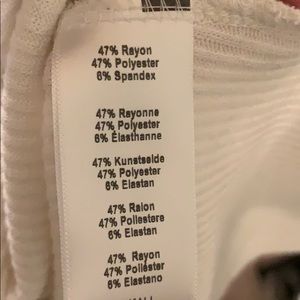 47% Rayon
47% Polyester
6% Spandex
47% Rayonne
47% Polyester
6% Élasthanne
47% Kunstseide
47% Polyester
6% Elastan
47% Raion
47% Poliestere
6% Elastan
47% Rayon
47% Poliéster
6% Elastano